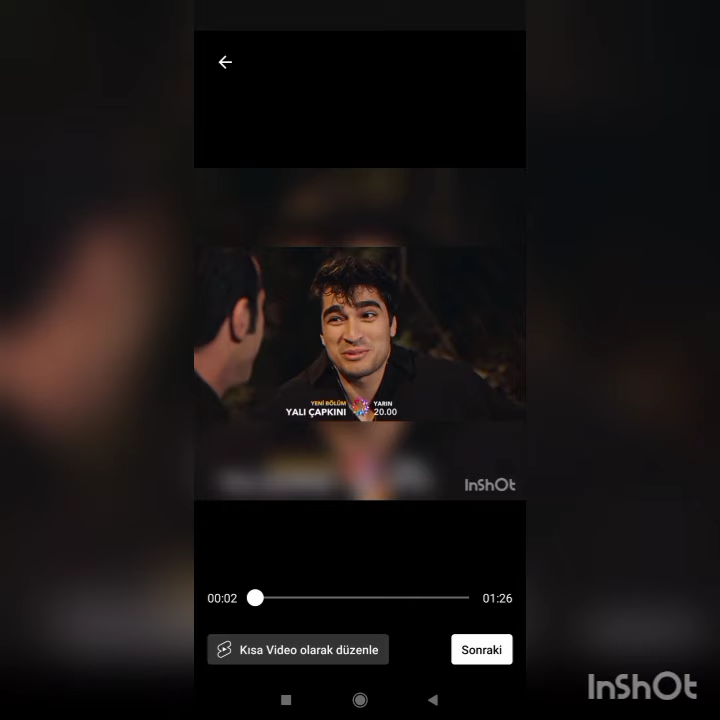 YENİ BÖLÜM
YALI ÇAPKINI
YARIN
20.00
InShOt
00:02
01:26
Kısa Video olarak düzenle
Sonraki
InShOt